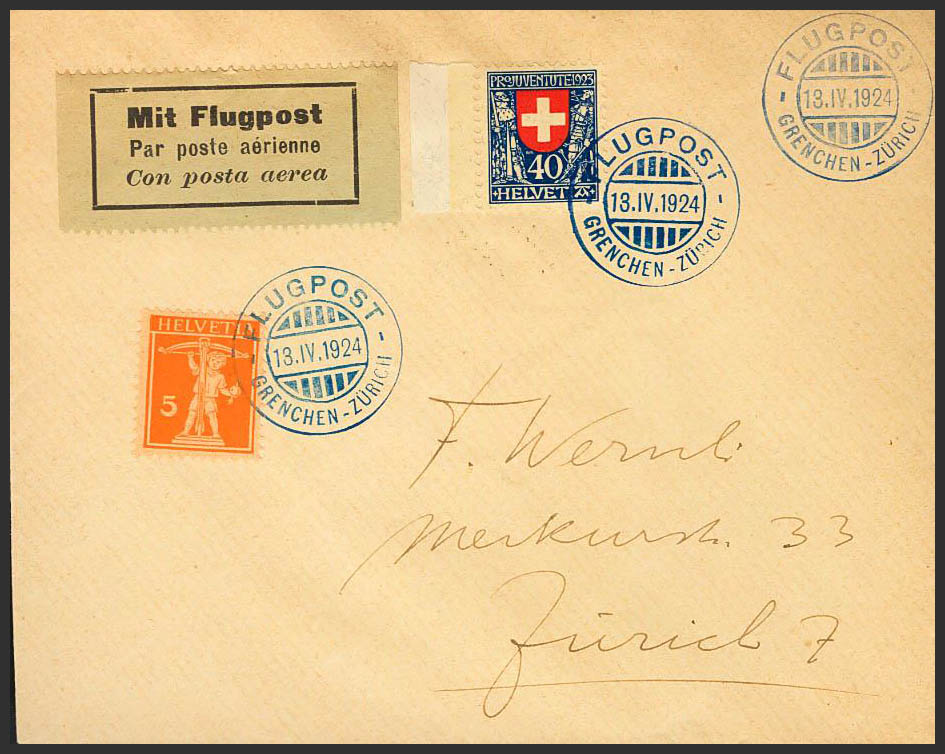 Mit Flugpost
Par poste aérienne
Con posta aerea
PRO JUVENTUTE 1923
40
HELVETIA
FLUGPOST
13.IV.1924
GRENCHEN-ZÜRICH
FLUGPOST
13.IV.1924
GRENCHEN-ZÜRICH
HELVETIA
5
FLUGPOST
13.IV.1924
GRENCHEN-ZÜRICH
F. Wernli
Merkurstr. 33
Zürich 7